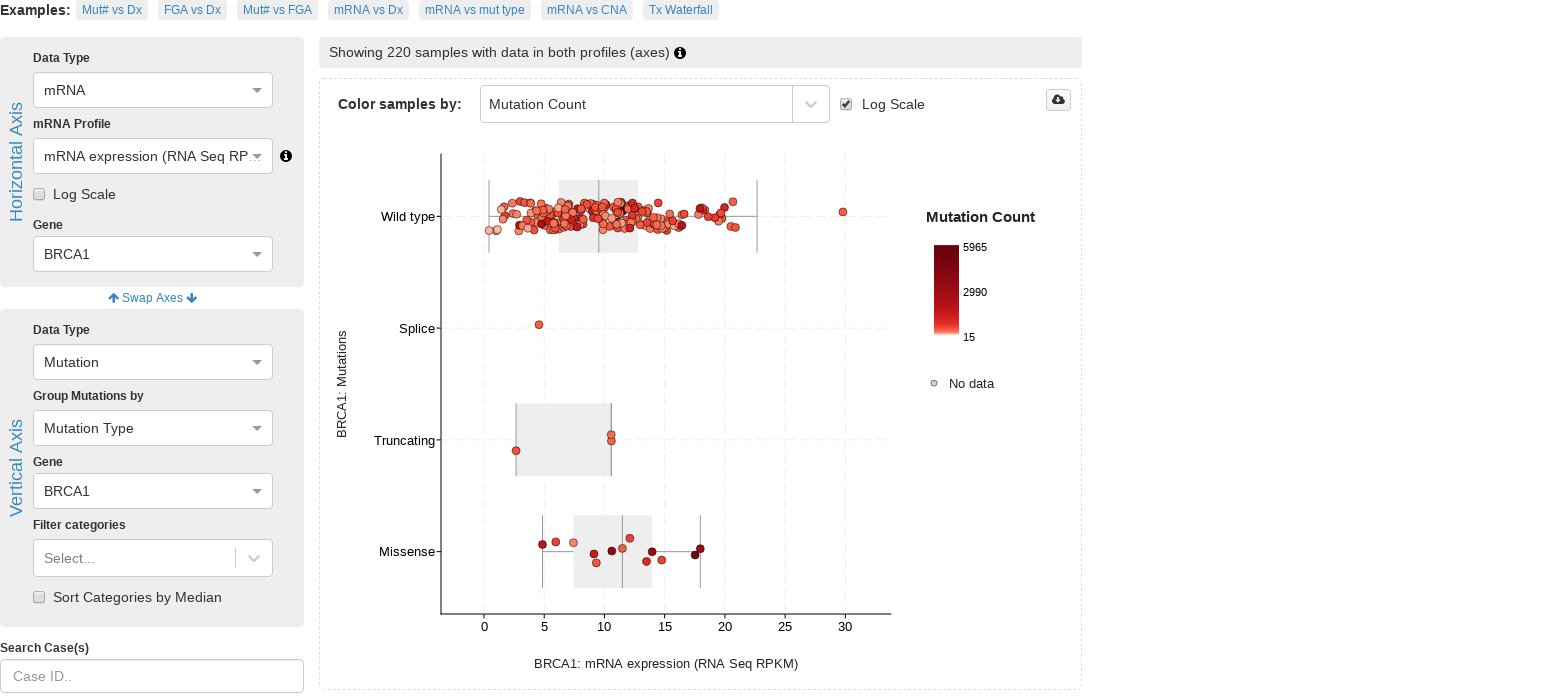 Examples: Mut# vs Dx FGA vs Dx Mut# vs FGA mRNA vs Dx mRNA vs mut type mRNA vs CNA Tx Waterfall
Horizontal Axis
Data Type
mRNA
mRNA Profile
mRNA expression (RNA Seq RP...
Log Scale
Gene
BRCA1
Swap Axes
Vertical Axis
Data Type
Mutation
Group Mutations by
Mutation Type
Gene
BRCA1
Filter categories
Select...
Sort Categories by Median
Search Case(s)
Case ID..
Showing 220 samples with data in both profiles (axes)
Color samples by: Mutation Count Log Scale
BRCA1: Mutations
Wild type
Splice
Truncating
Missense
0 5 10 15 20 25 30
BRCA1: mRNA expression (RNA Seq RPKM)
Mutation Count
5965
2990
15
No data